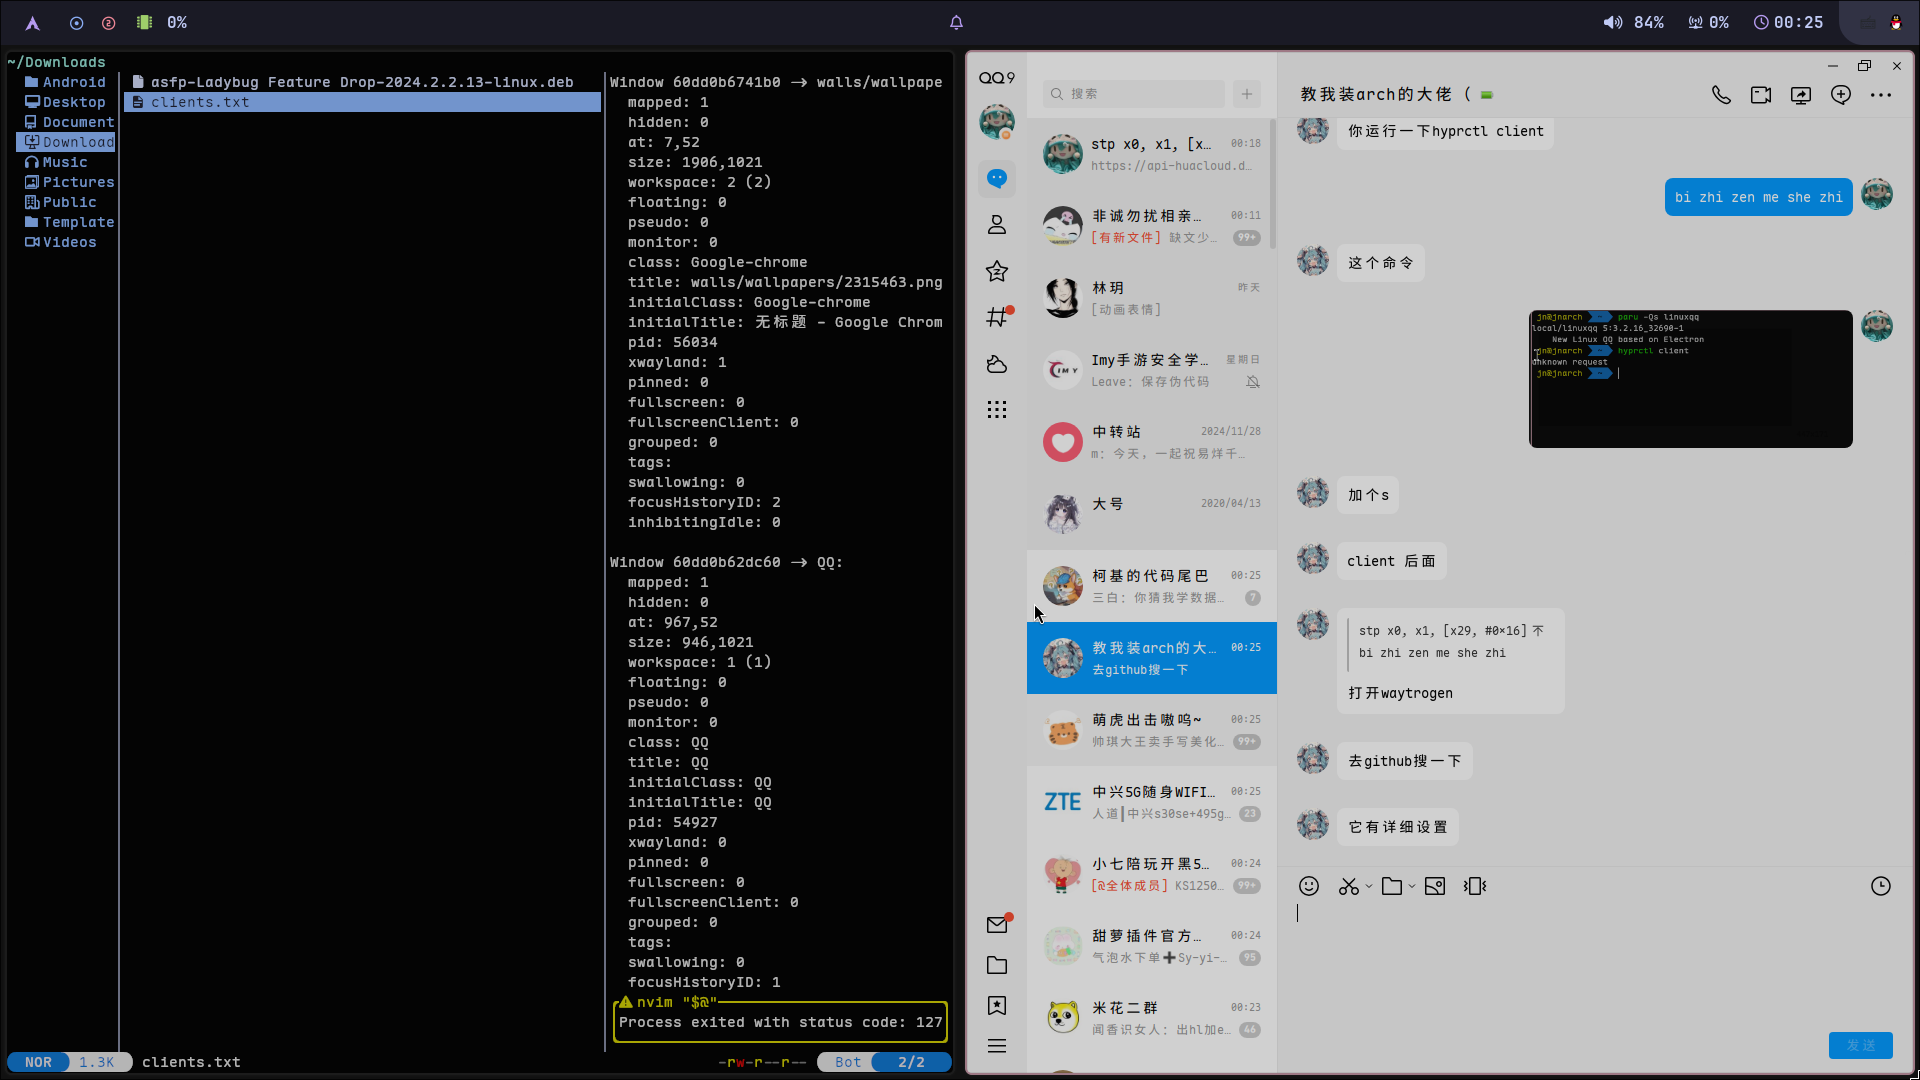 0%
84%
0%
00:25
~/Downloads
Android
Desktop
Document
Download
Music
Pictures
Public
Template
Videos
asfp-Ladybug Feature Drop-2024.2.2.13-linux.deb
clients.txt
Window 60dd0b6741b0 -> walls/wallpape
mapped: 1
hidden: 0
at: 7,52
size: 1906,1021
workspace: 2 (2)
floating: 0
pseudo: 0
monitor: 0
class: Google-chrome
title: walls/wallpapers/2315463.png
initialClass: Google-chrome
initialTitle: 无标题 - Google Chrom
pid: 56034
xwayland: 1
pinned: 0
fullscreen: 0
fullscreenClient: 0
grouped: 0
tags:
swallowing: 0
focusHistoryID: 2
inhibitingIdle: 0
Window 60dd0b62dc60 -> QQ:
mapped: 1
hidden: 0
at: 967,52
size: 946,1021
workspace: 1 (1)
floating: 0
pseudo: 0
monitor: 0
class: QQ
title: QQ
initialClass: QQ
initialTitle: QQ
pid: 54927
xwayland: 0
pinned: 0
fullscreen: 0
fullscreenClient: 0
grouped: 0
tags:
swallowing: 0
focusHistoryID: 1
nvim "$@"
Process exited with status code: 127
NOR 1.3K clients.txt
-rw-r--r-- Bot 2/2
QQ9
搜索
stp x0, x1, [x… 00:18
https://api-huacloud.d…
非诚勿扰相亲… 00:11
[有新文件] 缺文少… 99+
林玥 昨天
[动画表情]
Imy手游安全学… 星期日
Leave: 保存伪代码
IMY
中转站 2024/11/28
m: 今天，一起祝易烊千…
大号 2020/04/13
柯基的代码尾巴 00:25
三白: 你猜我学数据… 7
教我装arch的大… 00:25
去github搜一下
萌虎出击嗷呜~ 00:25
帅琪大王卖手写美化… 99+
ZTE
中兴5G随身WIFI… 00:25
人道┃中兴s30se+495g… 23
小七陪玩开黑5… 00:24
[@全体成员] KS1250… 99+
甜萝插件官方… 00:24
气泡水下单➕Sy-yi-… 95
米花二群 00:23
闻香识女人: 出hl加e… 46
教我装arch的大佬（
你运行一下hyprctl client
bi zhi zen me she zhi
这个命令
jn@jnarch ~ paru -Qs linuxqq
local/linuxqq 5:3.2.16_32690-1
New Linux QQ based on Electron
jn@jnarch ~ hyprctl client
unknown request
jn@jnarch ~
加个s
client 后面
stp x0, x1, [x29, #0×16]
bi zhi zen me she zhi
打开waytrogen
去github搜一下
它有详细设置
发送